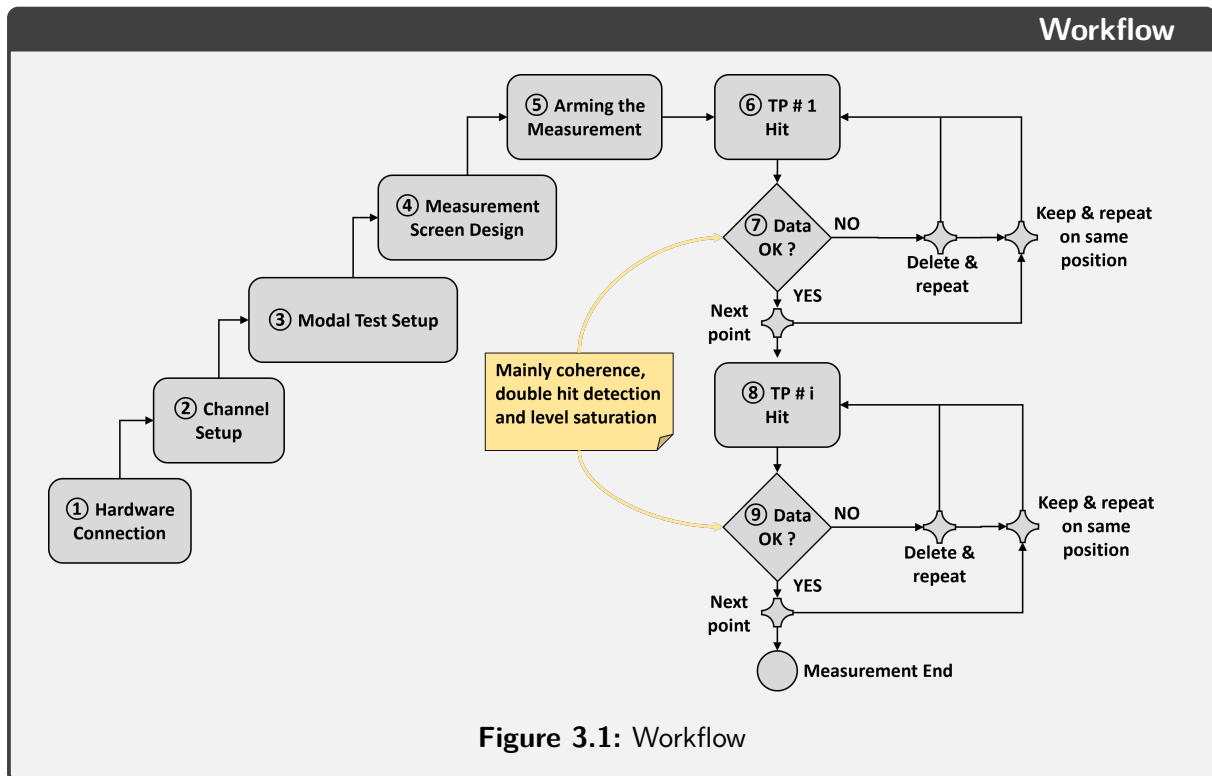 Workflow
⑤ Arming the
Measurement
⑥ TP # 1
Hit
④ Measurement
Screen Design
⑦ Data
OK ?
NO
Keep & repeat
on same
position
Delete &
repeat
YES
③ Modal Test Setup
Next
point
Mainly coherence,
double hit detection
and level saturation
② Channel
Setup
⑧ TP # i
Hit
① Hardware
Connection
⑨ Data
OK ?
NO
Keep & repeat
on same
position
Delete &
repeat
YES
Next
point
Measurement End
Figure 3.1: Workflow